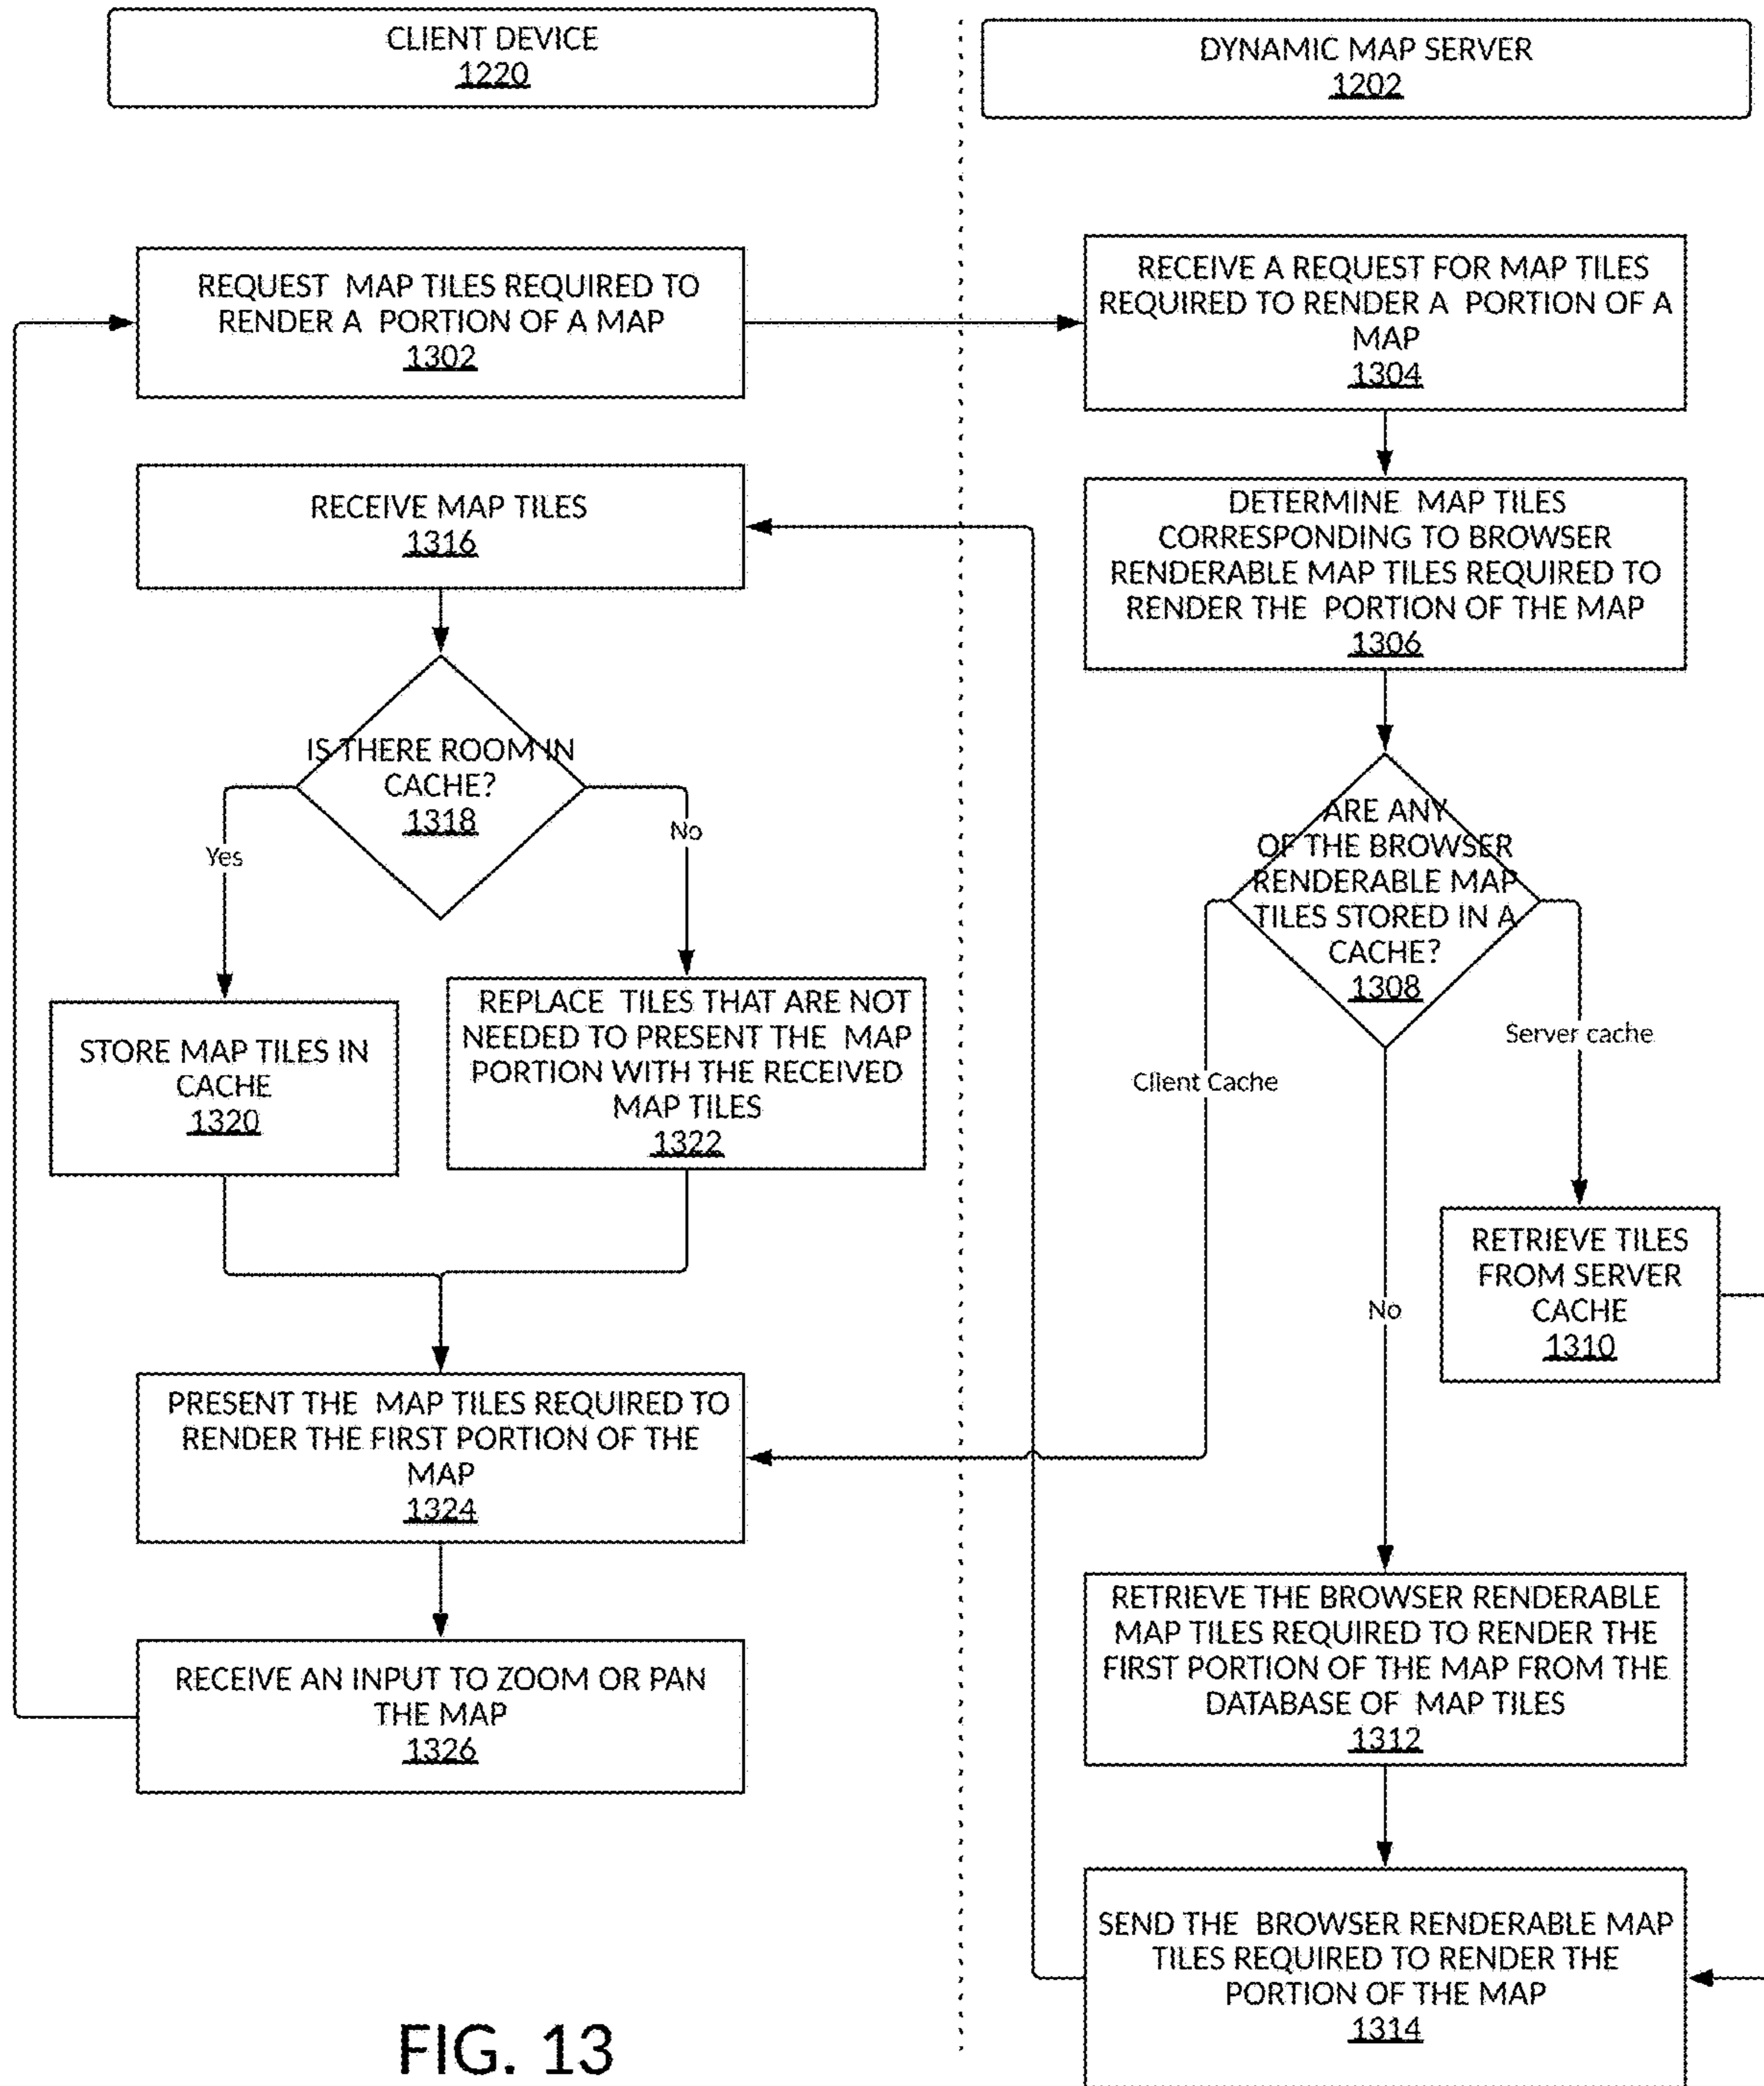 CLIENT DEVICE
1220
DYNAMIC MAP SERVER
1202
REQUEST MAP TILES REQUIRED TO
RENDER A PORTION OF A MAP
1302
RECEIVE A REQUEST FOR MAP TILES
REQUIRED TO RENDER A PORTION OF A
MAP
1304
RECEIVE MAP TILES
1316
DETERMINE MAP TILES
CORRESPONDING TO BROWSER
RENDERABLE MAP TILES REQUIRED TO
RENDER THE PORTION OF THE MAP
1306
IS THERE ROOM IN
CACHE?
1318
Yes
No
ARE ANY
OF THE BROWSER
RENDERABLE MAP
TILES STORED IN A
CACHE?
1308
Client Cache
Server cache
No
STORE MAP TILES IN
CACHE
1320
REPLACE TILES THAT ARE NOT
NEEDED TO PRESENT THE MAP
PORTION WITH THE RECEIVED
MAP TILES
1322
RETRIEVE TILES
FROM SERVER
CACHE
1310
PRESENT THE MAP TILES REQUIRED TO
RENDER THE FIRST PORTION OF THE
MAP
1324
RETRIEVE THE BROWSER RENDERABLE
MAP TILES REQUIRED TO RENDER THE
FIRST PORTION OF THE MAP FROM THE
DATABASE OF MAP TILES
1312
RECEIVE AN INPUT TO ZOOM OR PAN
THE MAP
1326
SEND THE BROWSER RENDERABLE MAP
TILES REQUIRED TO RENDER THE
PORTION OF THE MAP
1314
FIG. 13